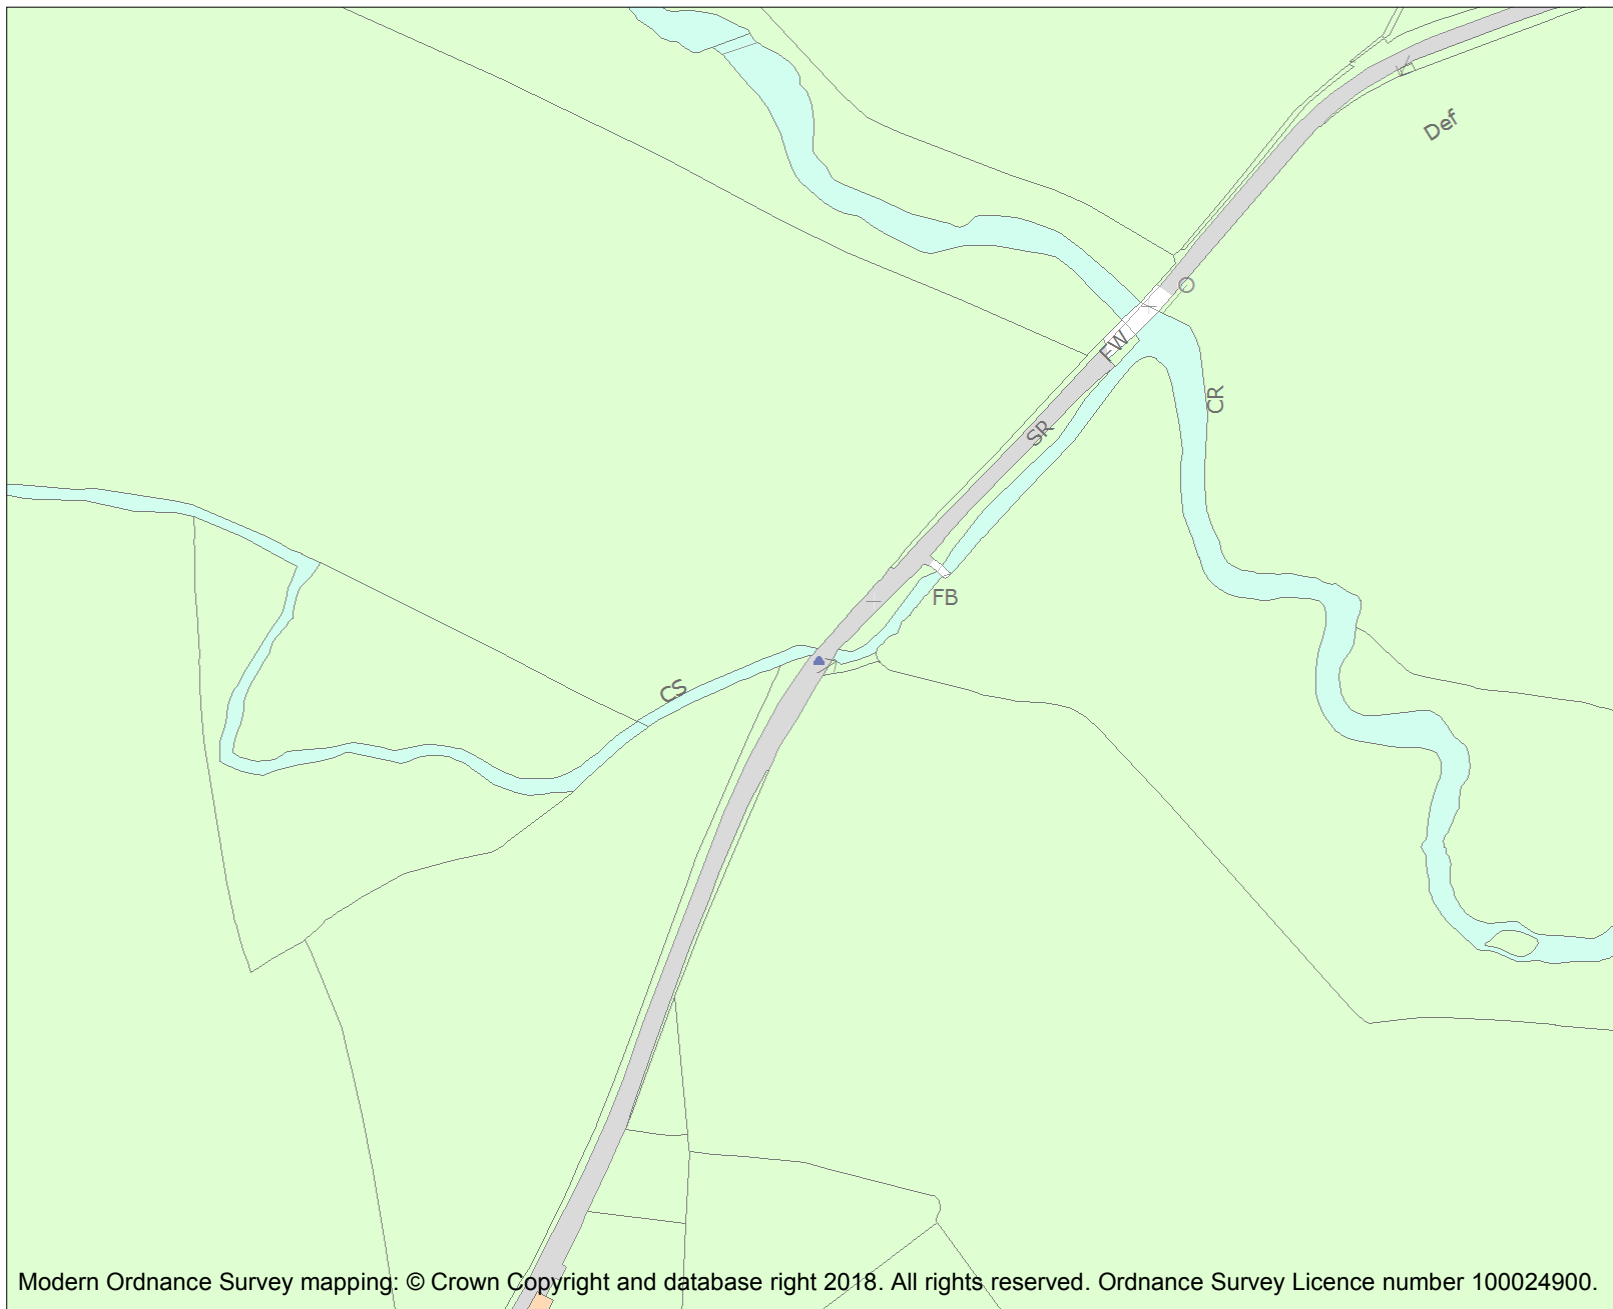 Def
FW
CR
SR
FB
CS
Modern Ordnance Survey mapping: © Crown Copyright and database right 2018. All rights reserved. Ordnance Survey Licence number 100024900.